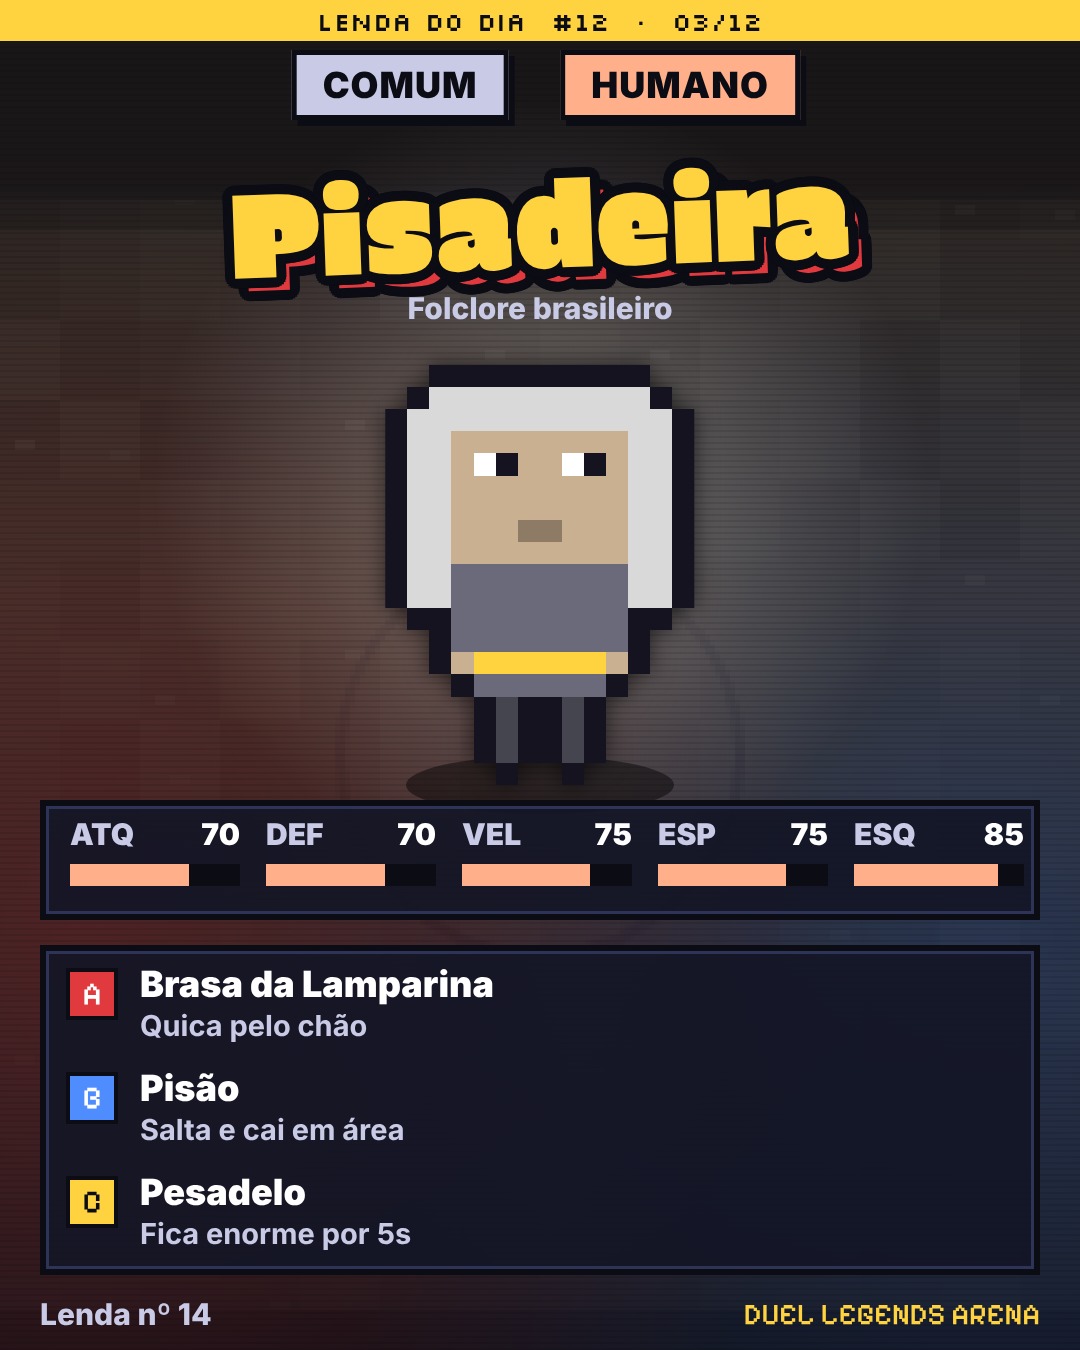 LENDA DO DIA #12 · 03/12
COMUM HUMANO
Pisadeira
Folclore brasileiro
ATQ 70 DEF 70 VEL 75 ESP 75 ESQ 85
A Brasa da Lamparina
Quica pelo chão
B Pisão
Salta e cai em área
C Pesadelo
Fica enorme por 5s
Lenda nº 14 DUEL LEGENDS ARENA